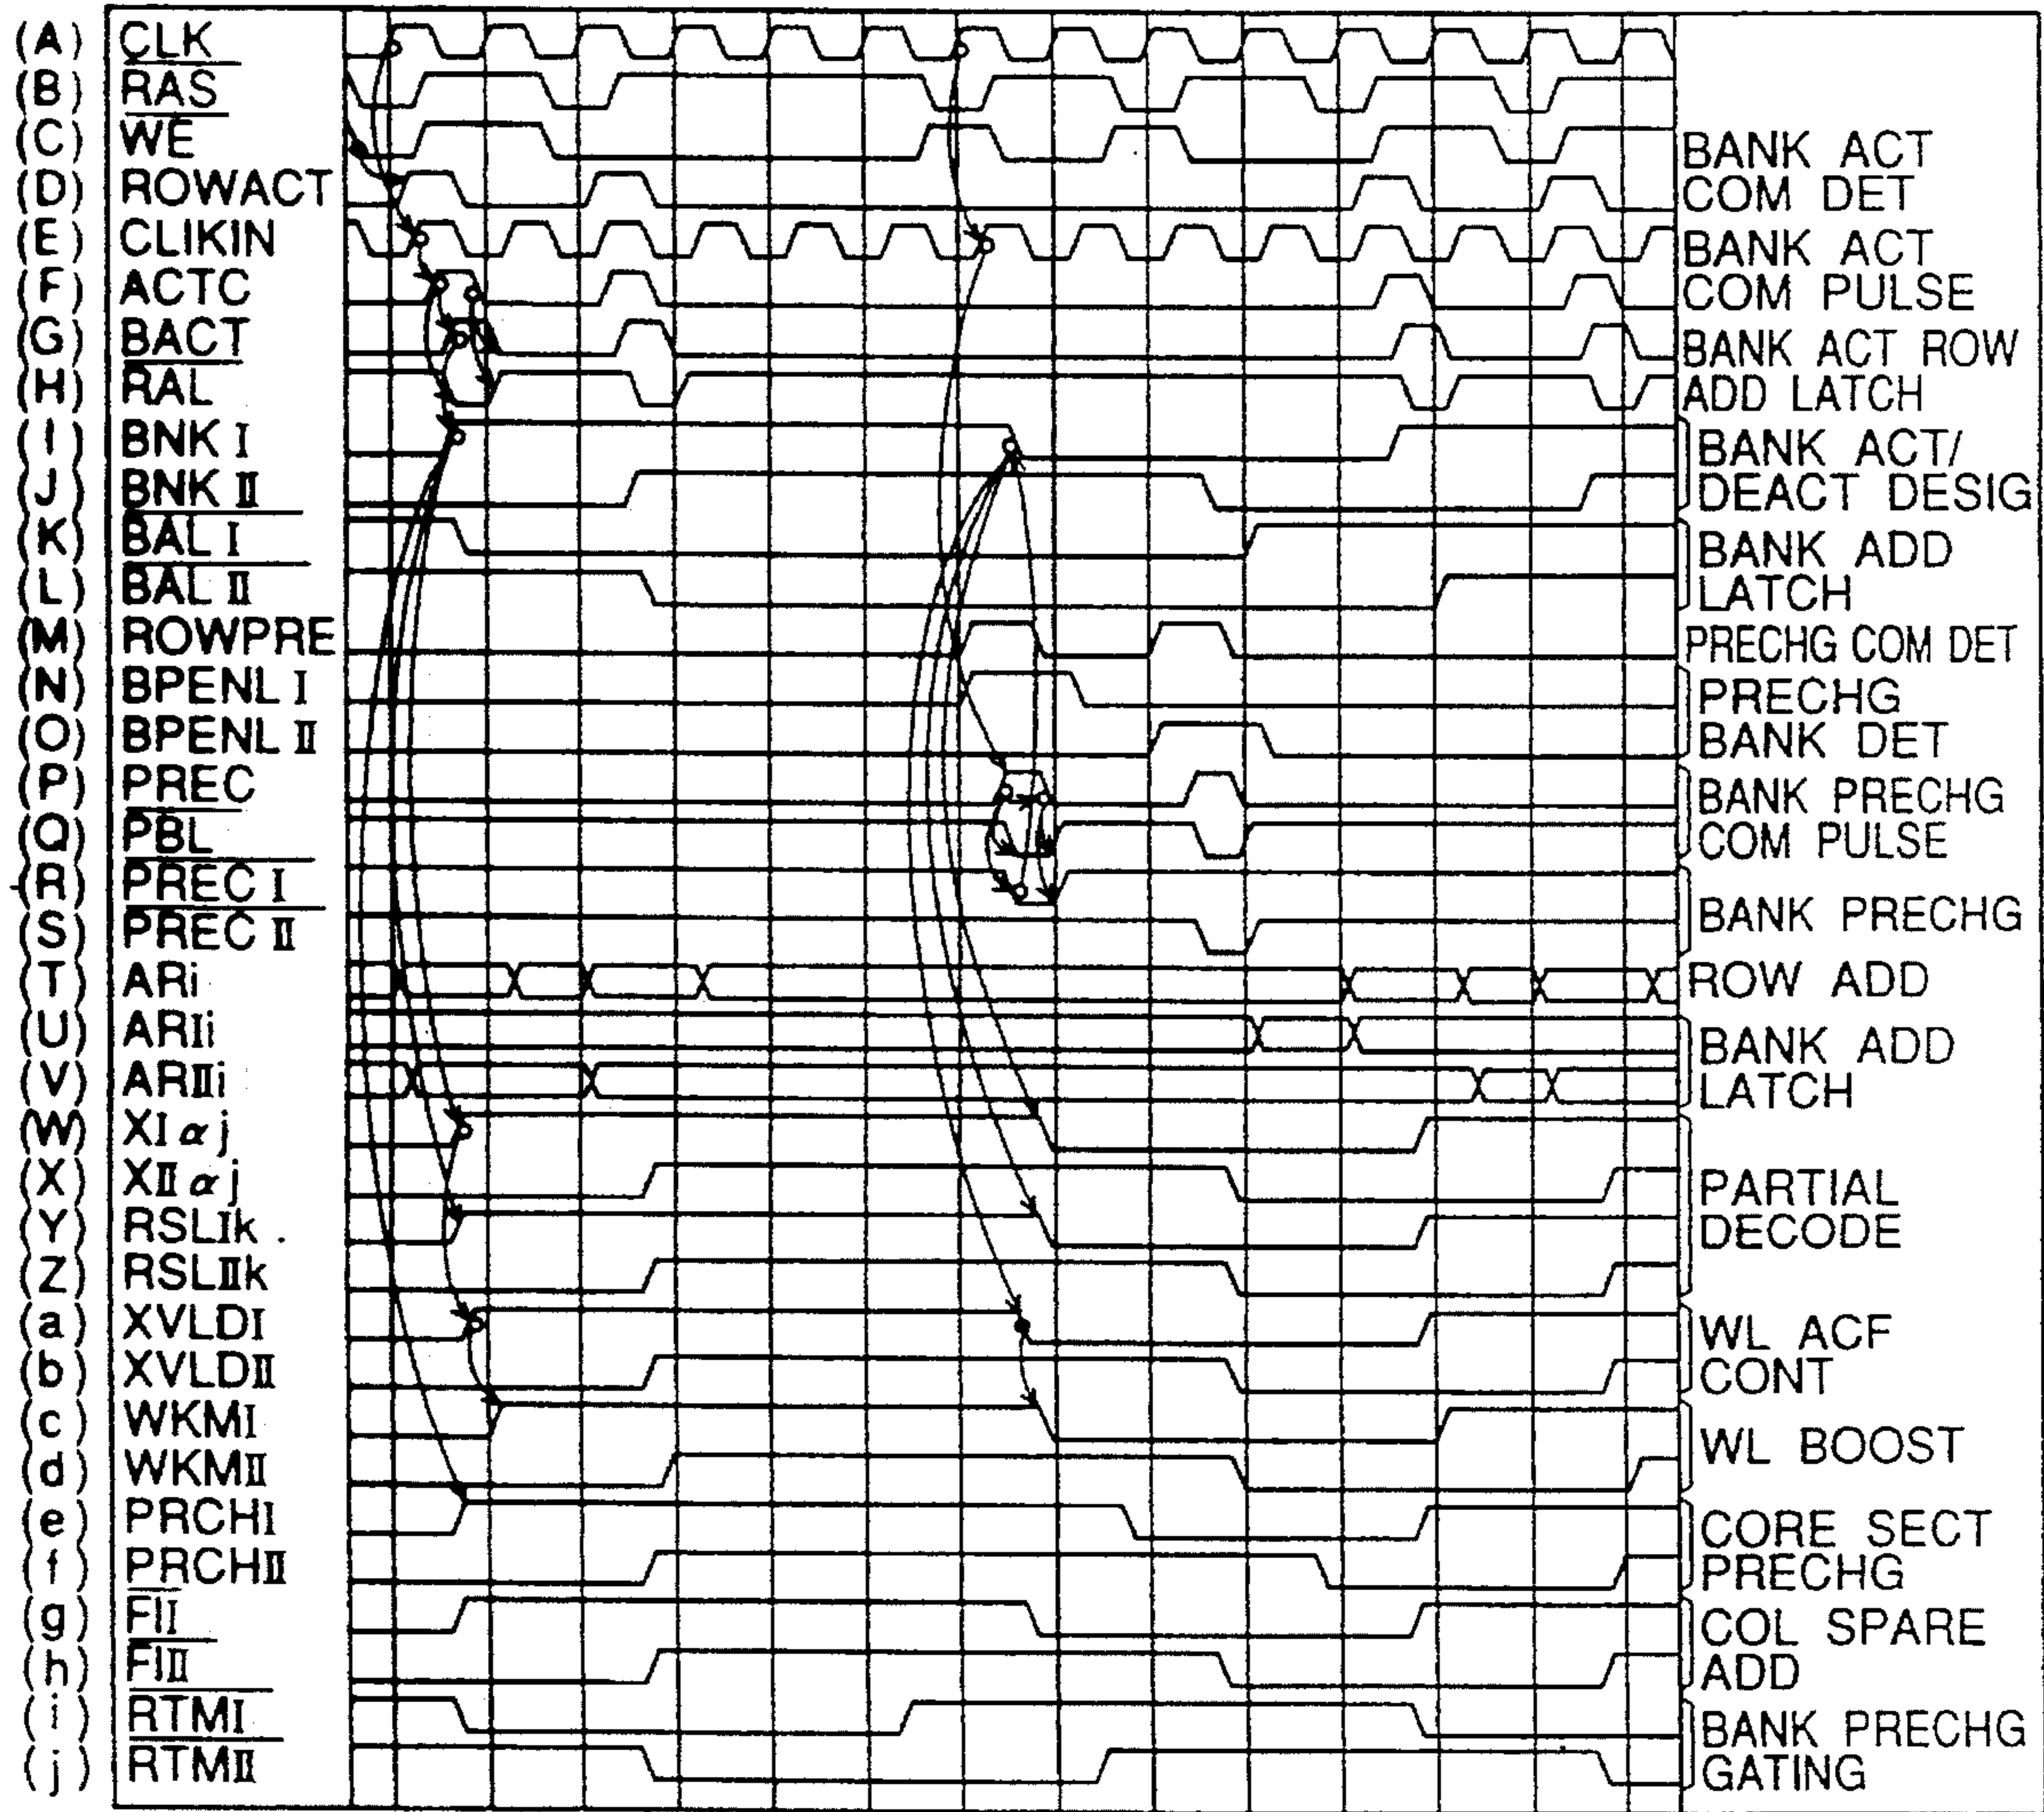 (A) CLK
(B) RAS
(C) WE
(D) ROWACT
(E) CLIKIN
(F) ACTC
(G) BACT
(H) RAL
(I) BNK I
(J) BNK II
(K) BAL I
(L) BAL II
(M) ROWPRE
(N) BPENL I
(O) BPENL II
(P) PREC
(Q) PBL
(R) PREC I
(S) PREC II
(T) ARi
(U) ARIi
(V) ARIIi
(W) XI α j
(X) XII α j
(Y) RSLIk
(Z) RSLIIk
(a) XVLDI
(b) XVLDII
(c) WKMI
(d) WKMII
(e) PRCHI
(f) PRCHII
(g) FII
(h) FIII
(i) RTMI
(j) RTMII
BANK ACT
COM DET
BANK ACT
COM PULSE
BANK ACT ROW
ADD LATCH
BANK ACT/
DEACT DESIG
BANK ADD
LATCH
PRECHG COM DET
PRECHG
BANK DET
BANK PRECHG
COM PULSE
BANK PRECHG
ROW ADD
BANK ADD
LATCH
PARTIAL
DECODE
WL ACF
CONT
WL BOOST
CORE SECT
PRECHG
COL SPARE
ADD
BANK PRECHG
GATING